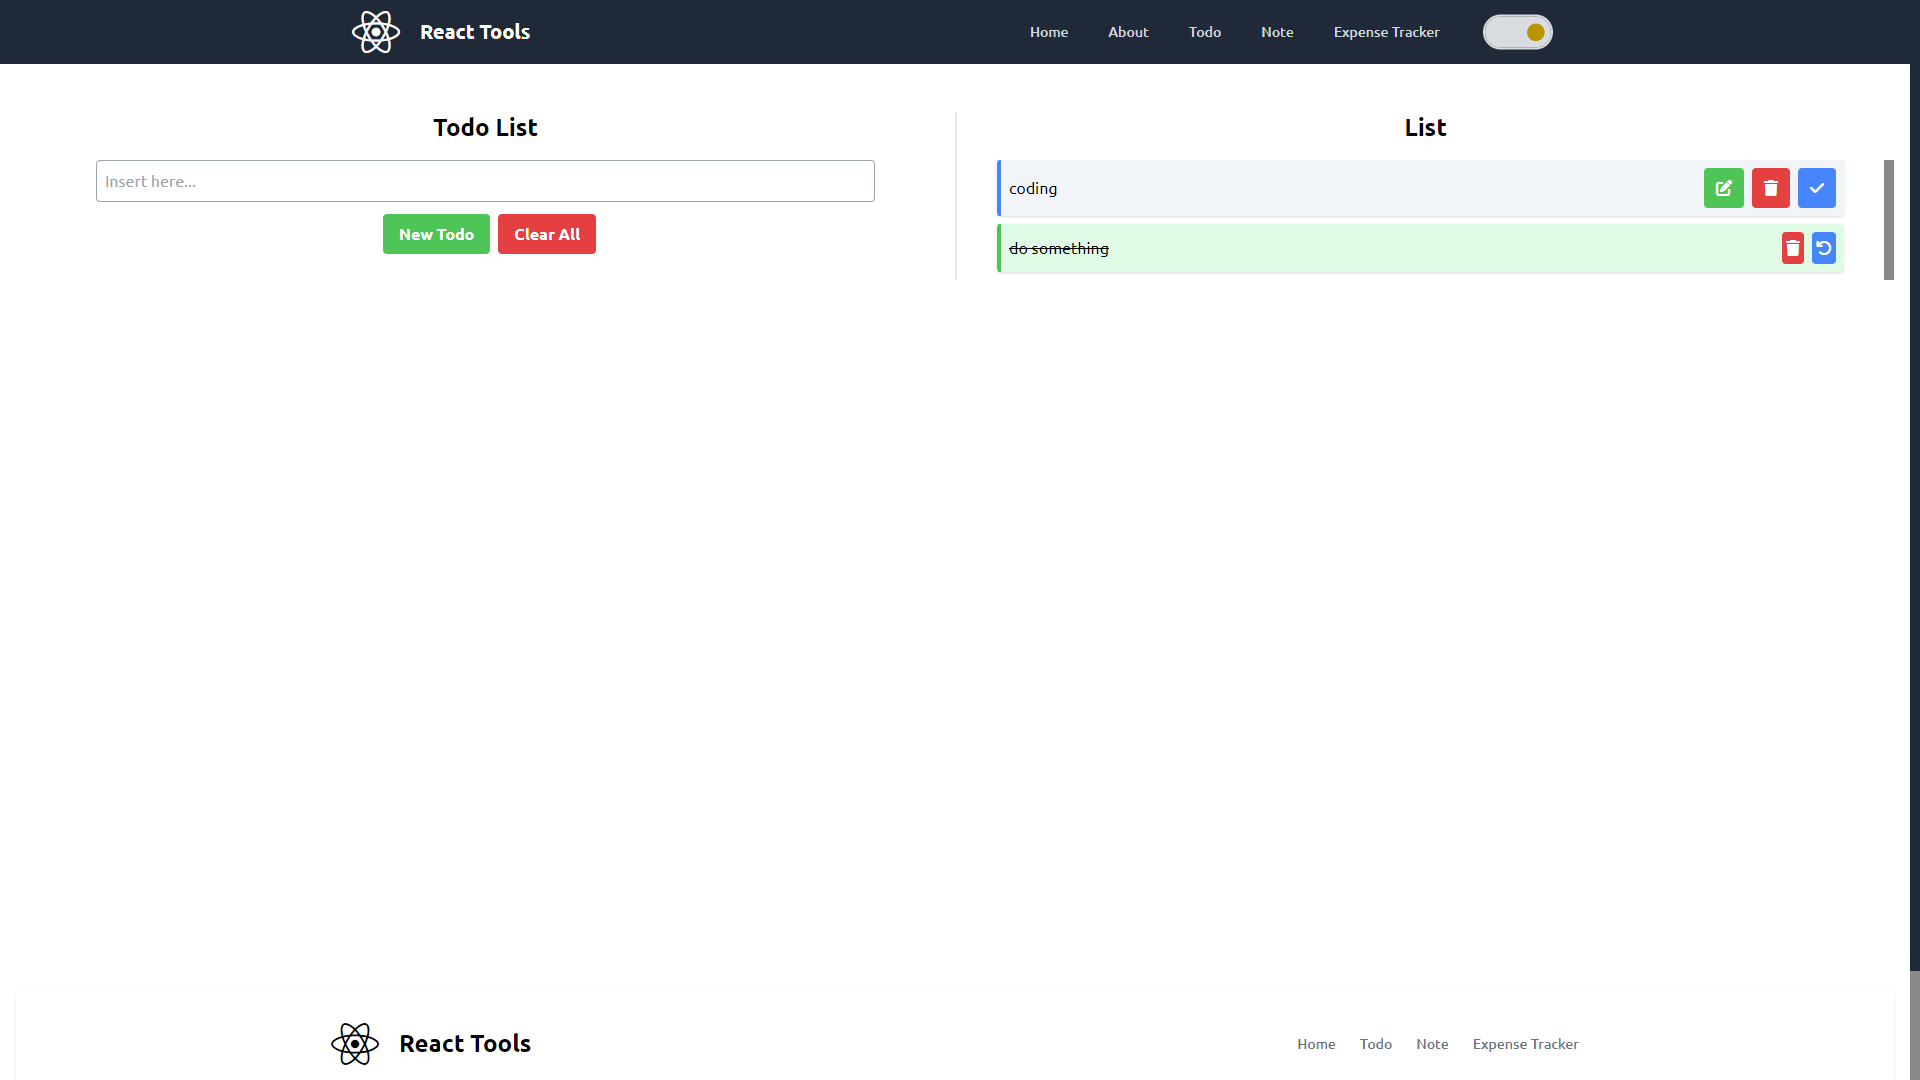 React Tools
Home About Todo Note Expense Tracker
Todo List
Insert here...
New Todo Clear All
List
coding
do something
React Tools
Home Todo Note Expense Tracker